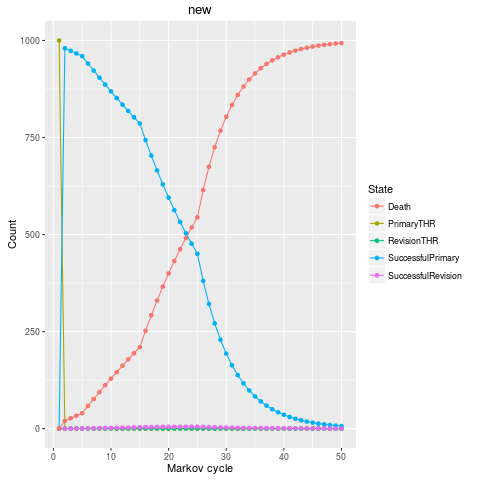 new
1000
750
500
250
0
Count
0 10 20 30 40 50
Markov cycle
State
Death
PrimaryTHR
RevisionTHR
SuccessfulPrimary
SuccessfulRevision